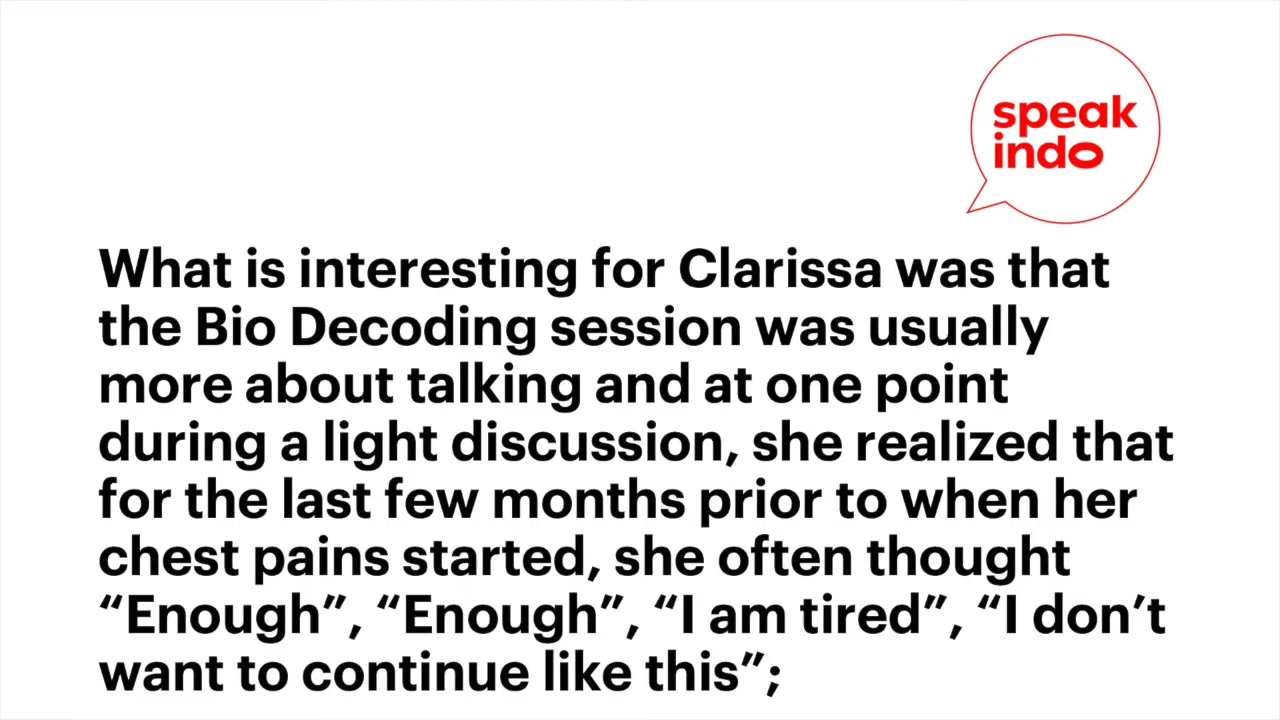 speak
indo
What is interesting for Clarissa was that
the Bio Decoding session was usually
more about talking and at one point
during a light discussion, she realized that
for the last few months prior to when her
chest pains started, she often thought
“Enough”, “Enough”, “I am tired”, “I don’t
want to continue like this”;